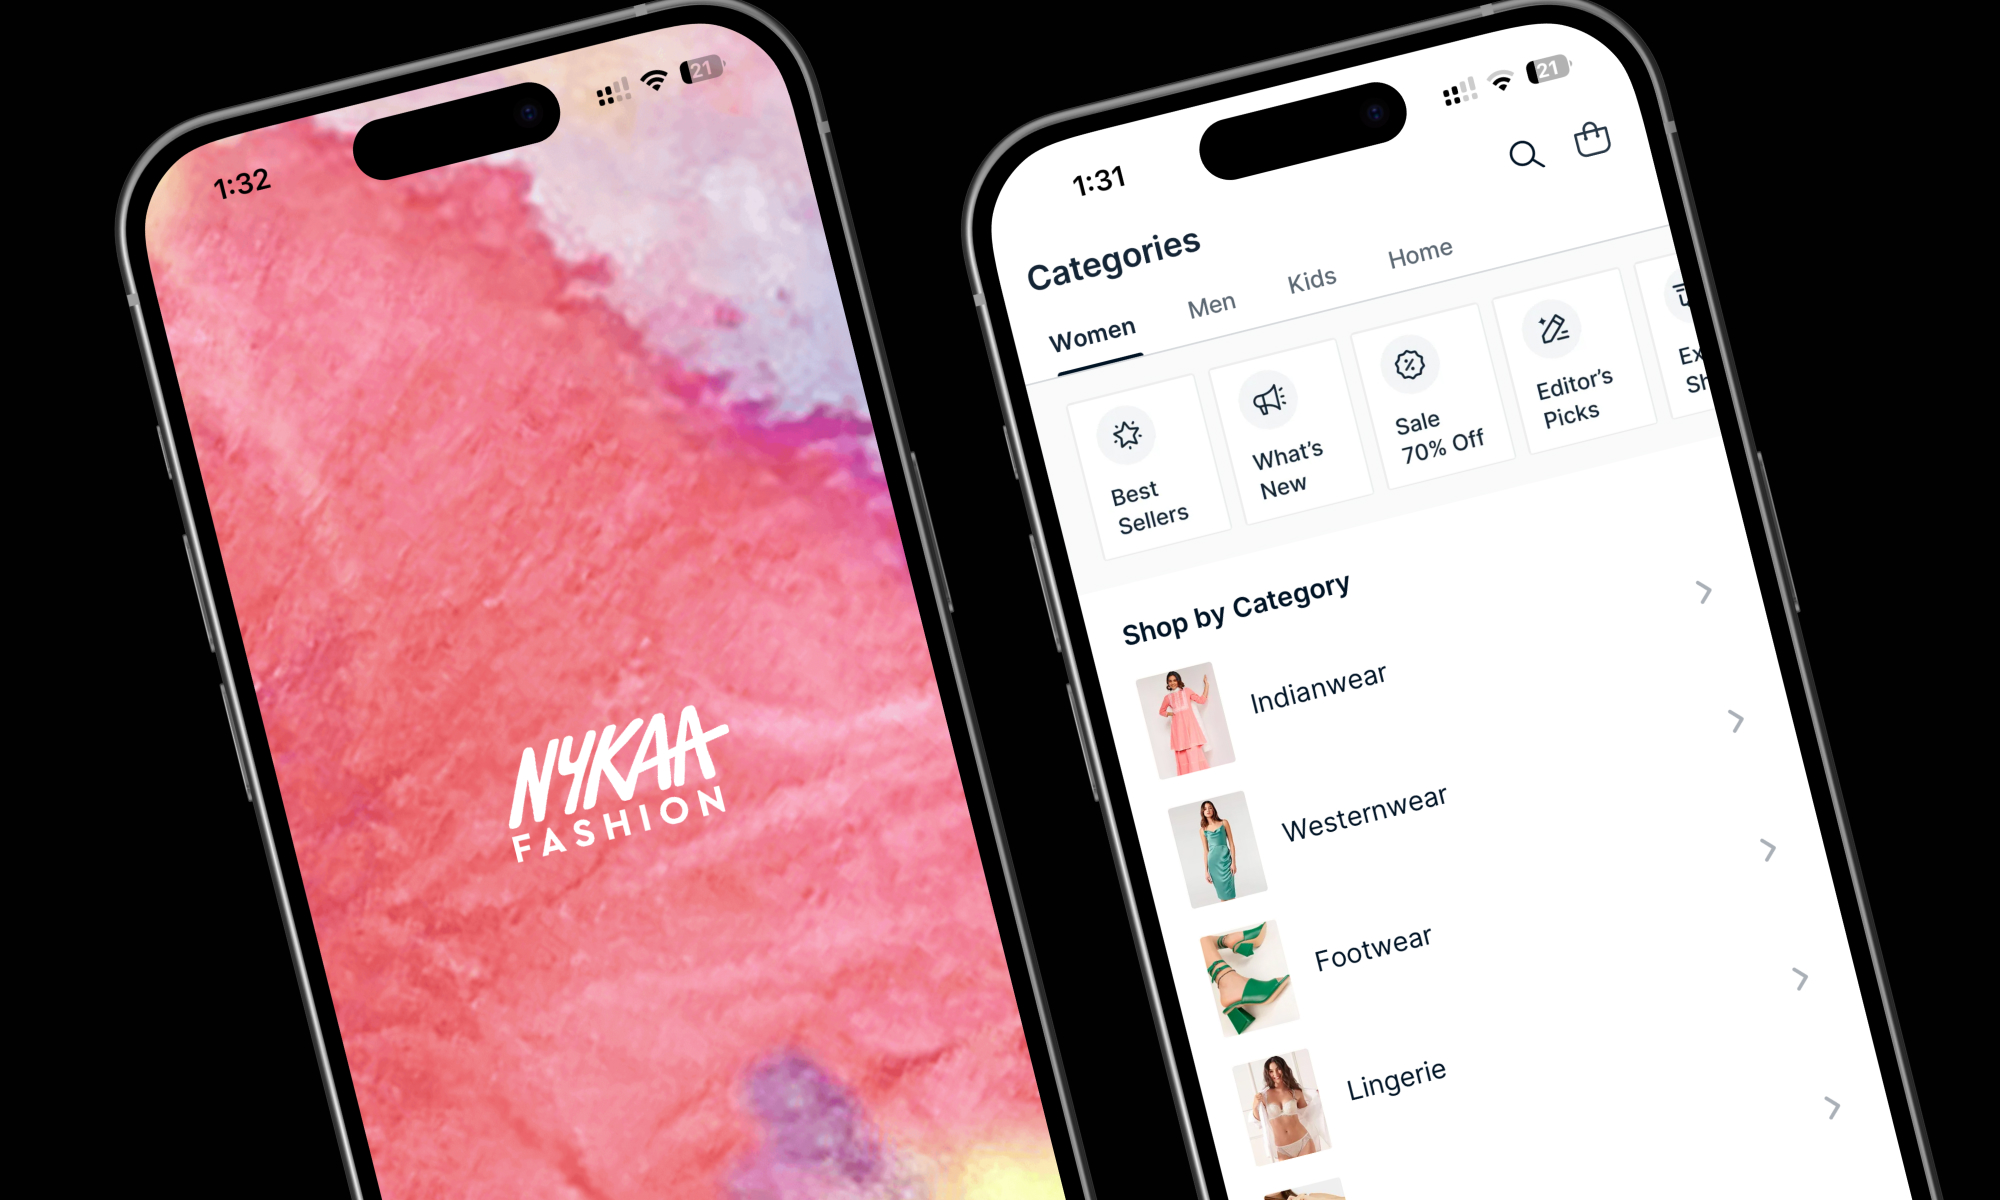 1:32
21
NYKAA
FASHION
1:31
21
Categories
Women
Men
Kids
Home
Best
Sellers
What's
New
Sale
70% Off
Editor's
Picks
Ex
Sh
Shop by Category
Indianwear
Westernwear
Footwear
Lingerie